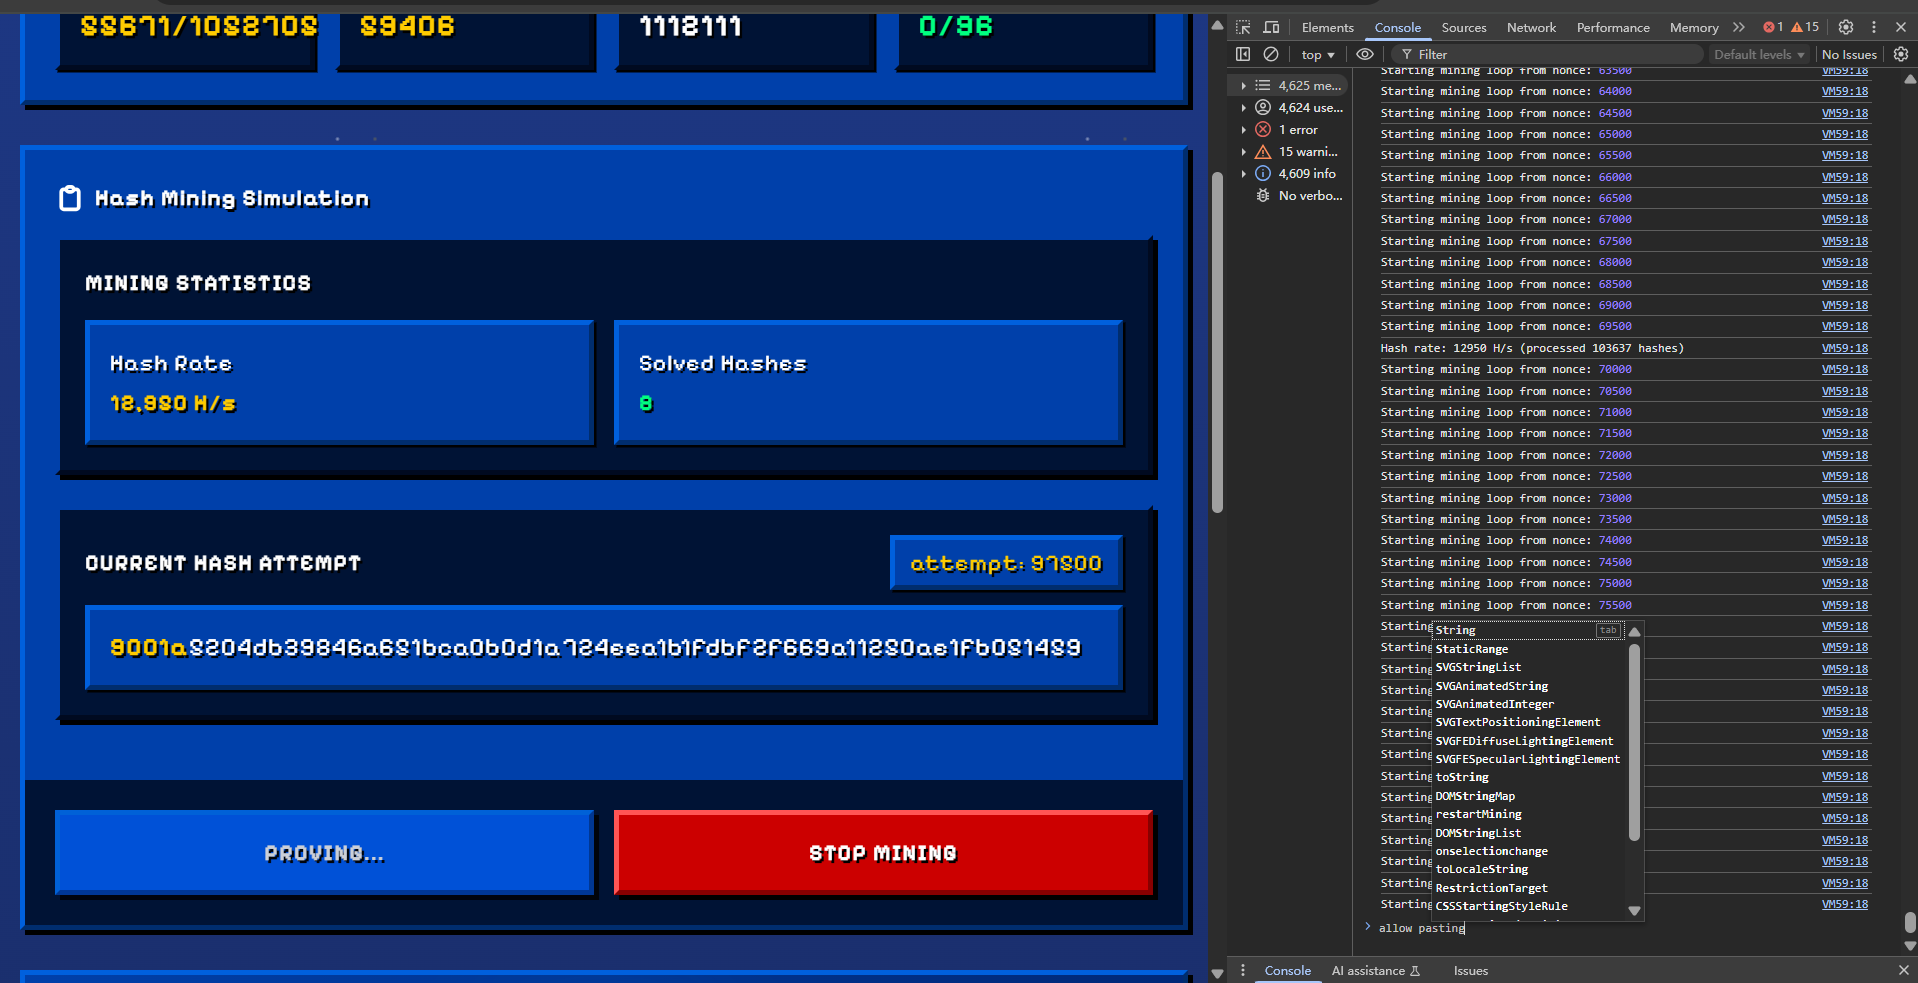 0/96
Hash Mining Simulation
MINING STATISTICS
Hash Rate
H/s
Solved Hashes
8
CURRENT HASH ATTEMPT
attempt:
PROVING...
STOP MINING
Elements Console Sources Network Performance Memory 1 15
top Filter Default levels No Issues
4,625 me...
4,624 use...
1 error
15 warni...
4,609 info
No verbo...
Starting mining loop from nonce: 63500 VM59:18
Starting mining loop from nonce: 64000 VM59:18
Starting mining loop from nonce: 64500 VM59:18
Starting mining loop from nonce: 65000 VM59:18
Starting mining loop from nonce: 65500 VM59:18
Starting mining loop from nonce: 66000 VM59:18
Starting mining loop from nonce: 66500 VM59:18
Starting mining loop from nonce: 67000 VM59:18
Starting mining loop from nonce: 67500 VM59:18
Starting mining loop from nonce: 68000 VM59:18
Starting mining loop from nonce: 68500 VM59:18
Starting mining loop from nonce: 69000 VM59:18
Starting mining loop from nonce: 69500 VM59:18
Hash rate: 12950 H/s (processed 103637 hashes) VM59:18
Starting mining loop from nonce: 70000 VM59:18
Starting mining loop from nonce: 70500 VM59:18
Starting mining loop from nonce: 71000 VM59:18
Starting mining loop from nonce: 71500 VM59:18
Starting mining loop from nonce: 72000 VM59:18
Starting mining loop from nonce: 72500 VM59:18
Starting mining loop from nonce: 73000 VM59:18
Starting mining loop from nonce: 73500 VM59:18
Starting mining loop from nonce: 74000 VM59:18
Starting mining loop from nonce: 74500 VM59:18
Starting mining loop from nonce: 75000 VM59:18
Starting mining loop from nonce: 75500 VM59:18
Starting VM59:18
Starting VM59:18
Starting VM59:18
Starting VM59:18
Starting VM59:18
Starting VM59:18
Starting VM59:18
Starting VM59:18
Starting VM59:18
Starting VM59:18
Starting VM59:18
Starting VM59:18
Starting VM59:18
Starting VM59:18
String tab
StaticRange
SVGStringList
SVGAnimatedString
SVGAnimatedInteger
SVGTextPositioningElement
SVGFEDiffuseLightingElement
SVGFESpecularLightingElement
toString
DOMStringMap
restartMining
DOMStringList
onselectionchange
toLocaleString
RestrictionTarget
CSSStartingStyleRule
allow pasting
Console AI assistance Issues